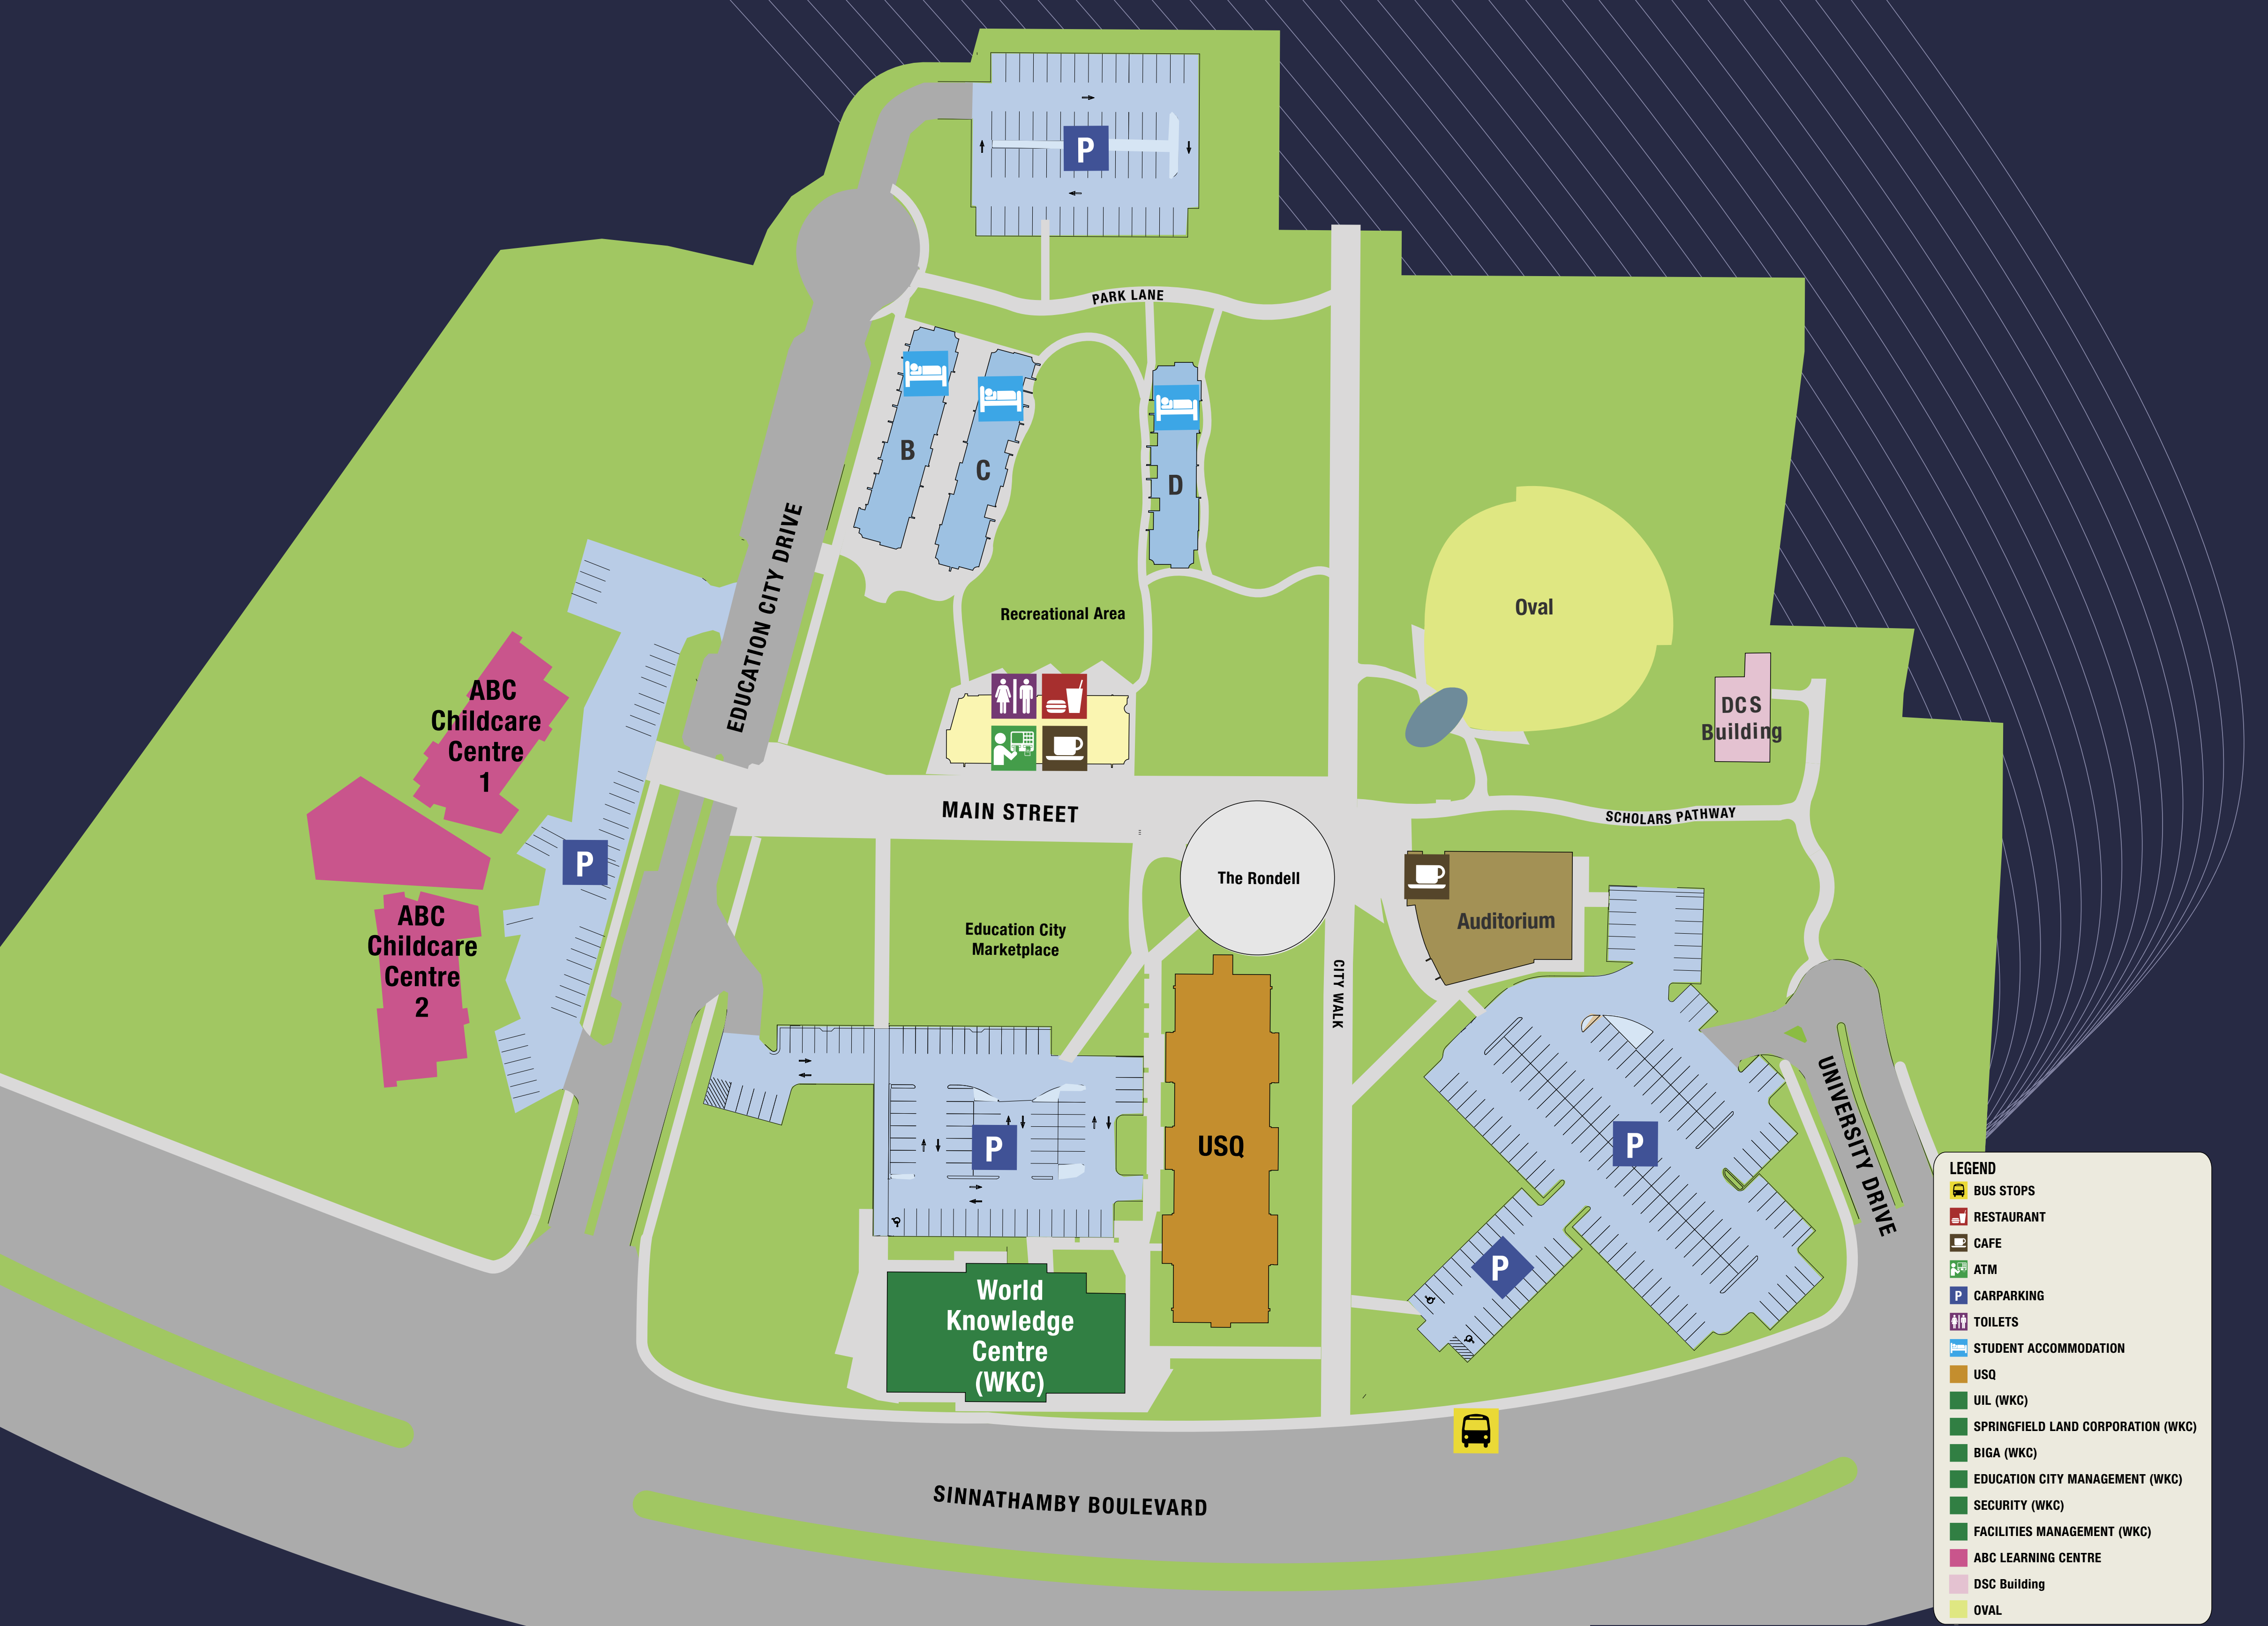 P
PARK LANE
B
C
D
EDUCATION CITY DRIVE
Recreational Area
Oval
ABC
Childcare
Centre
1
DCS
Building
MAIN STREET
SCHOLARS PATHWAY
P
The Rondell
ABC
Childcare
Centre
2
Auditorium
Education City
Marketplace
CITY WALK
UNIVERSITY DRIVE
P
USQ
P
P
World
Knowledge
Centre
(WKC)
SINNATHAMBY BOULEVARD
LEGEND
BUS STOPS
RESTAURANT
CAFE
ATM
P CARPARKING
TOILETS
STUDENT ACCOMMODATION
USQ
UIL (WKC)
SPRINGFIELD LAND CORPORATION (WKC)
BIGA (WKC)
EDUCATION CITY MANAGEMENT (WKC)
SECURITY (WKC)
FACILITIES MANAGEMENT (WKC)
ABC LEARNING CENTRE
DSC Building
OVAL